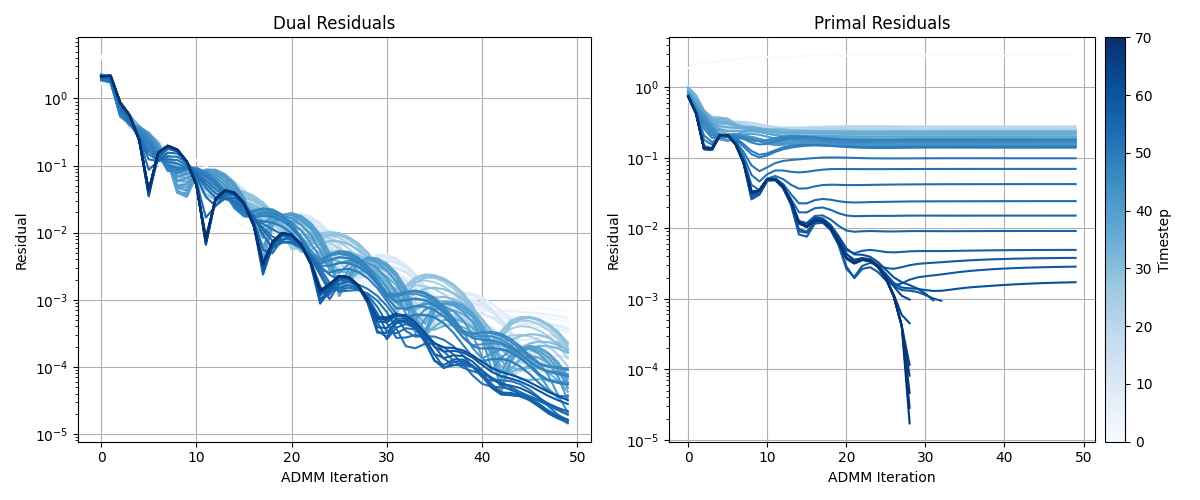 Dual Residuals
Residual
10^0
10^-1
10^-2
10^-3
10^-4
10^-5
0 10 20 30 40 50
ADMM Iteration
Primal Residuals
Residual
10^0
10^-1
10^-2
10^-3
10^-4
10^-5
0 10 20 30 40 50
ADMM Iteration
70
60
50
40
30
20
10
0
Timestep